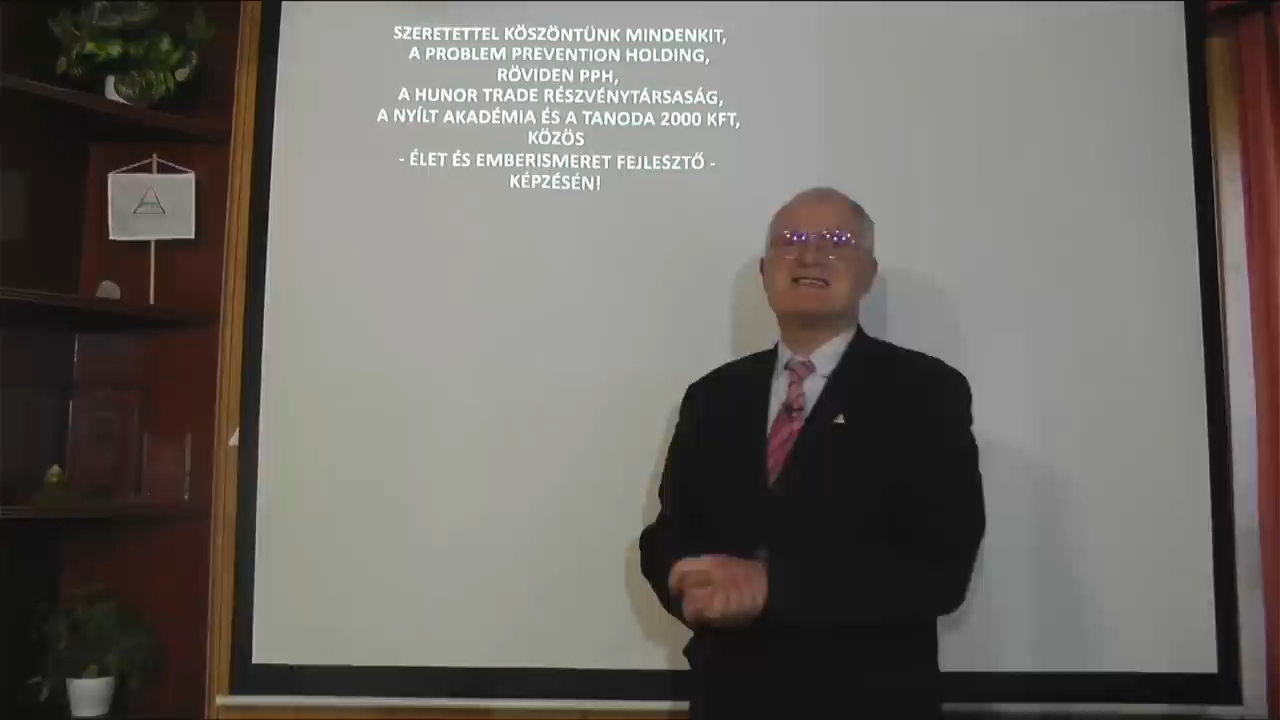 SZERETETTEL KÖSZÖNTÜNK MINDENKIT,
A PROBLEM PREVENTION HOLDING,
RÖVIDEN PPH,
A HUNOR TRADE RÉSZVÉNYTÁRSASÁG,
A NYÍLT AKADÉMIA ÉS A TANODA 2000 KFT,
KÖZÖS
- ÉLET ÉS EMBERISMERET FEJLESZTŐ -
KÉPZÉSÉN!